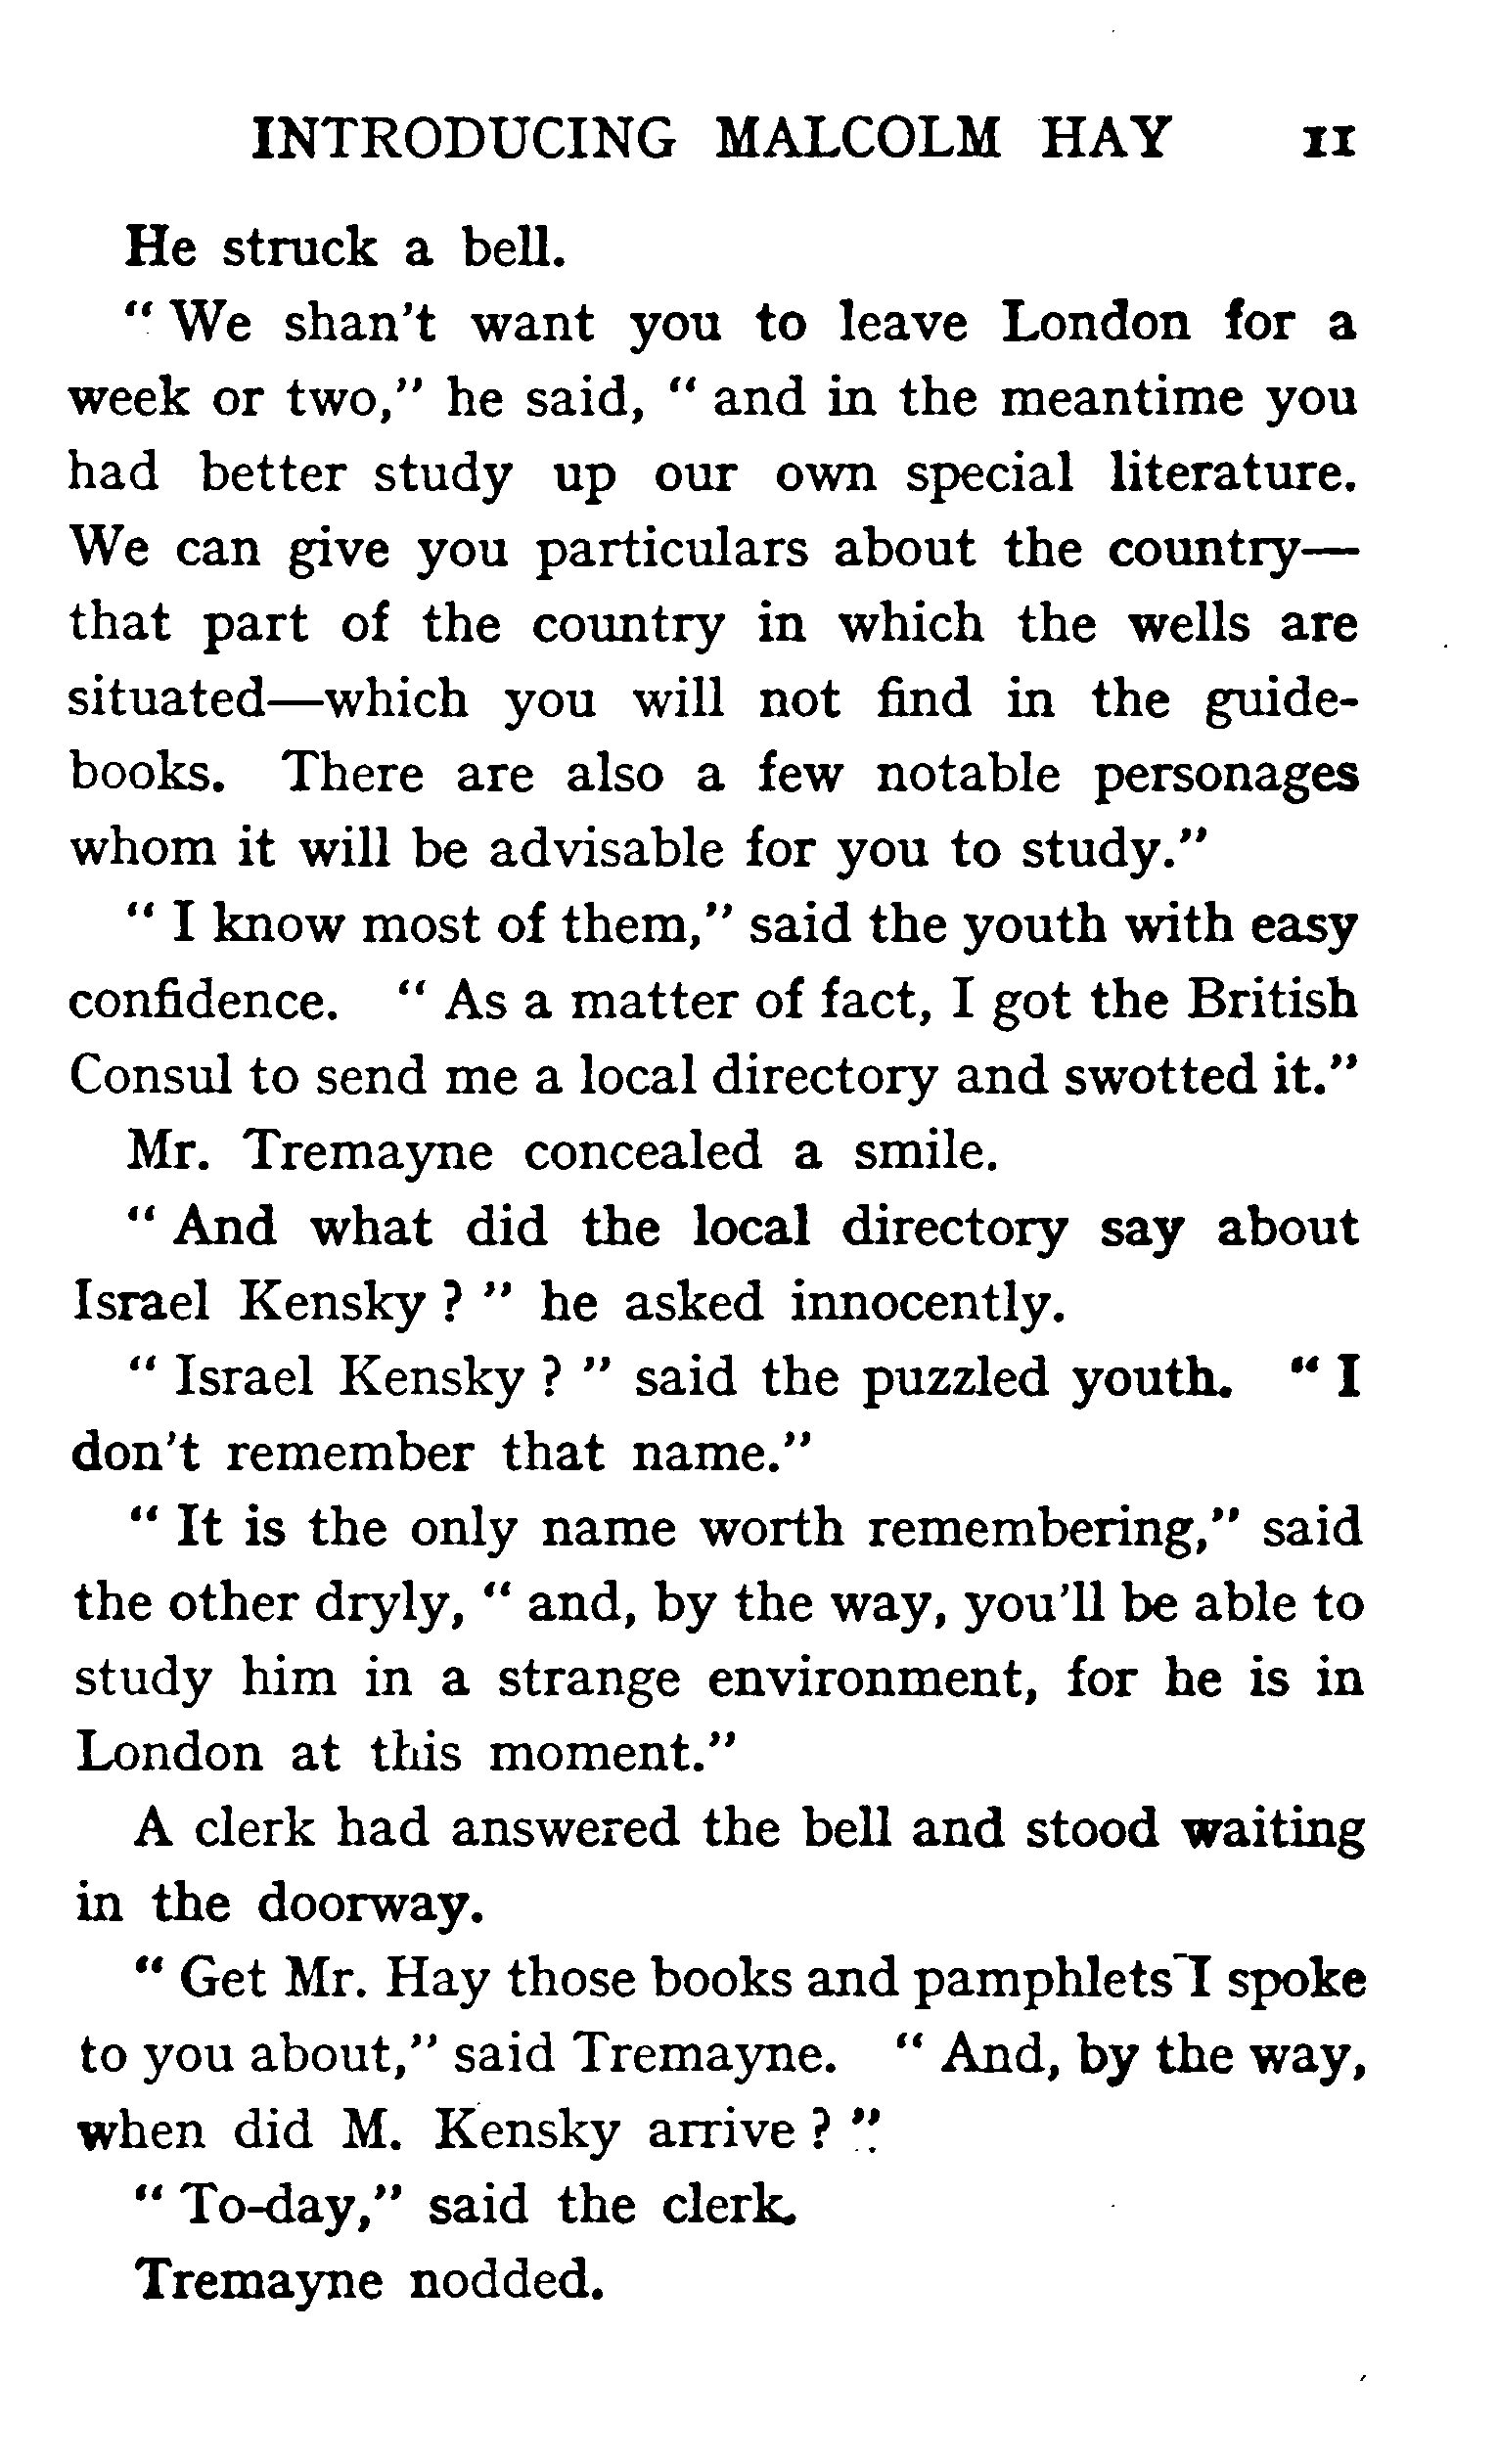 INTRODUCING MALCOLM HAY 11
He struck a bell.
" We shan't want you to leave London for a
week or two," he said, " and in the meantime you
had better study up our own special literature.
We can give you particulars about the country—
that part of the country in which the wells are
situated—which you will not find in the guide-
books. There are also a few notable personages
whom it will be advisable for you to study."
" I know most of them," said the youth with easy
confidence. " As a matter of fact, I got the British
Consul to send me a local directory and swotted it."
Mr. Tremayne concealed a smile.
" And what did the local directory say about
Israel Kensky ? " he asked innocently.
" Israel Kensky ? " said the puzzled youth. " I
don't remember that name."
" It is the only name worth remembering," said
the other dryly, " and, by the way, you'll be able to
study him in a strange environment, for he is in
London at this moment."
A clerk had answered the bell and stood waiting
in the doorway.
" Get Mr. Hay those books and pamphlets I spoke
to you about," said Tremayne. " And, by the way,
when did M. Kensky arrive ? "
" To-day," said the clerk.
Tremayne nodded.